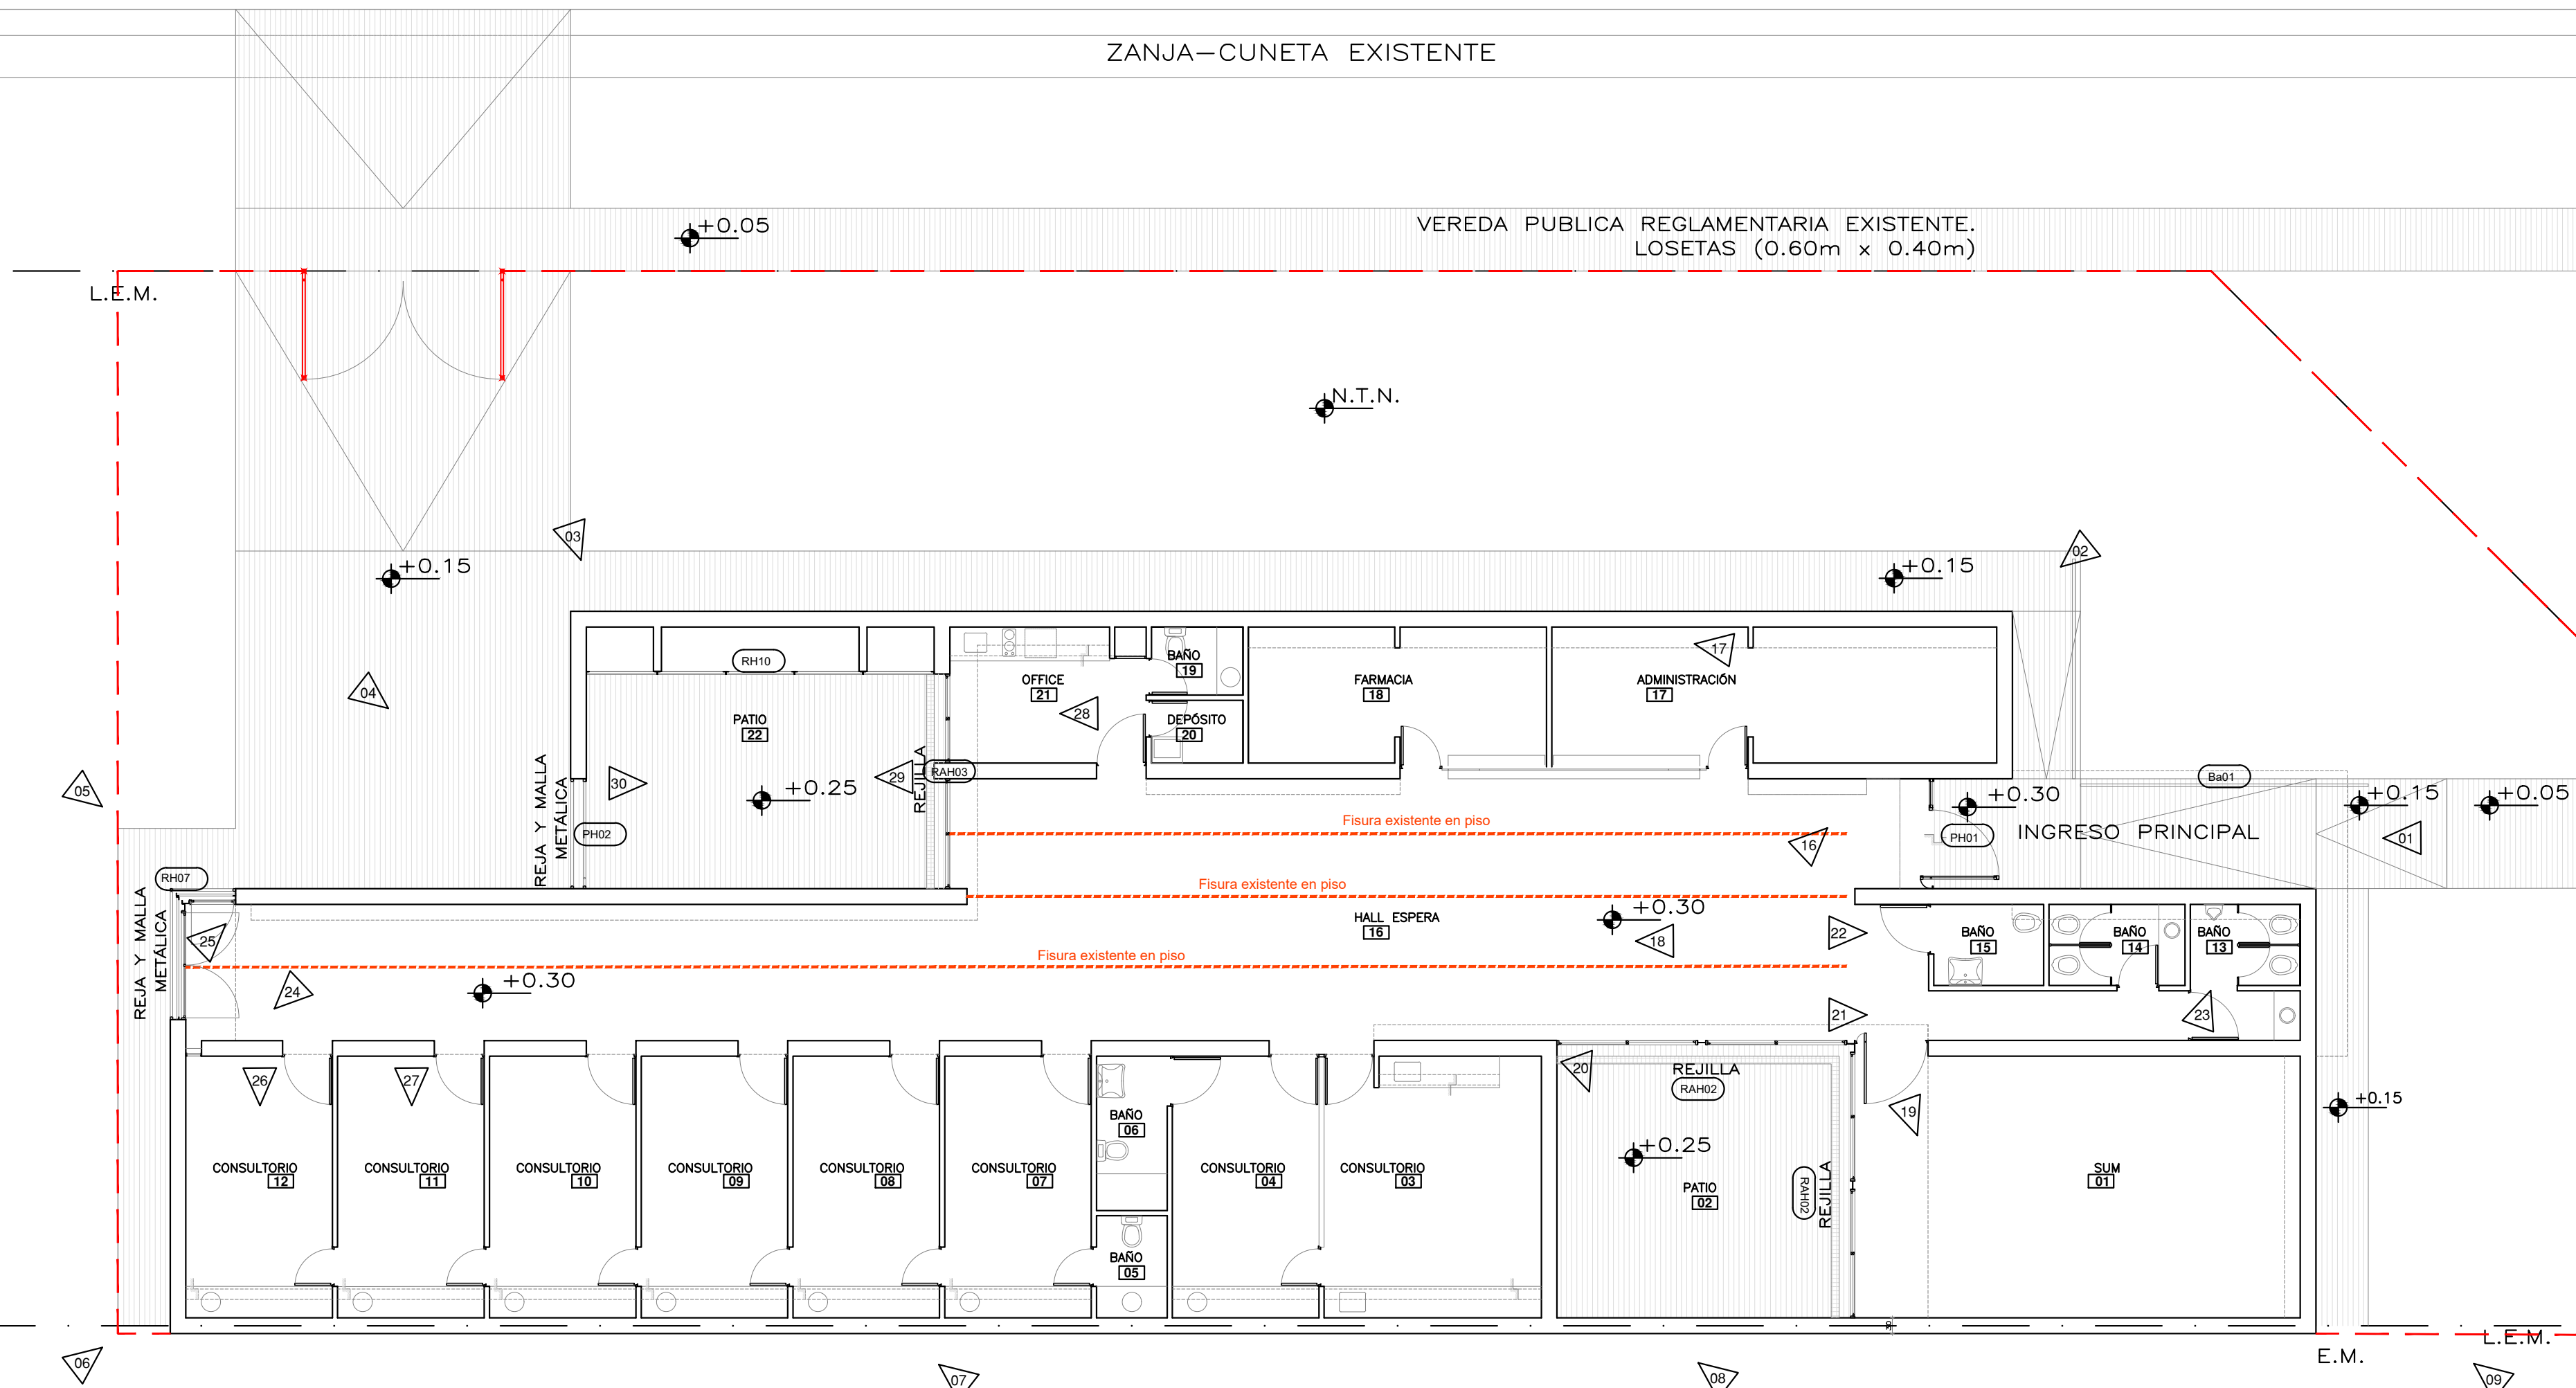 ZANJA-CUNETA EXISTENTE
+0.05
VEREDA PUBLICA REGLAMENTARIA EXISTENTE.
LOSETAS (0.60m x 0.40m)
L.E.M.
N.T.N.
03
02
+0.15
+0.15
04
05
RH10
PATIO
22
OFFICE
21
28
BAÑO
19
DEPÓSITO
20
FARMACIA
18
ADMINISTRACIÓN
17
17
REJA Y MALLA
METÁLICA
REJILLA
29
RAH03
30
+0.25
PH02
Ba01
+0.30
+0.15
+0.05
PH01
INGRESO PRINCIPAL
01
Fisura existente en piso
16
RH07
Fisura existente en piso
REJA Y MALLA
METÁLICA
HALL ESPERA
16
+0.30
18
22
25
Fisura existente en piso
BAÑO
15
BAÑO
14
BAÑO
13
24
+0.30
21
23
26
27
20
REJILLA
RAH02
19
+0.15
BAÑO
06
CONSULTORIO
12
CONSULTORIO
11
CONSULTORIO
10
CONSULTORIO
09
CONSULTORIO
08
CONSULTORIO
07
CONSULTORIO
04
CONSULTORIO
03
+0.25
PATIO
02
RAH02
REJILLA
SUM
01
BAÑO
05
L.E.M.
E.M.
06
07
08
09